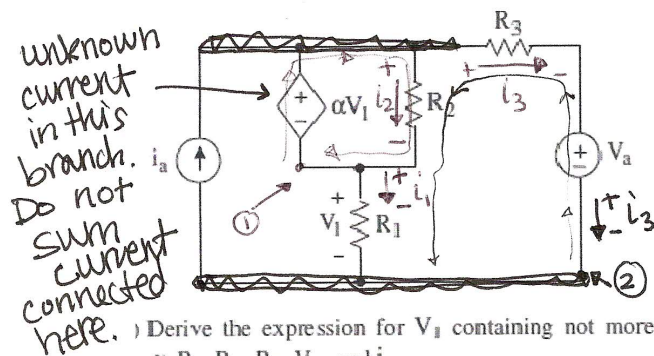 unknown
current
in this
branch.
Do not
sum
current
connected
here.
R3
+ -
i3
+
-
αV1
i2
+
-
R2
ia
+
-
Va
+
-
i3
①
+
-
i1
+
V1
-
R1
②
) Derive the expression for V1 containing not more